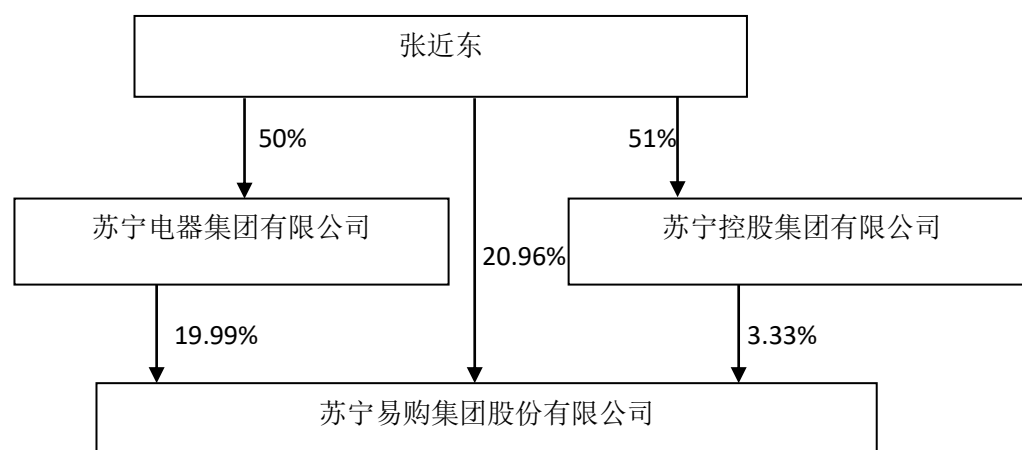 张近东
50%
51%
苏宁电器集团有限公司
苏宁控股集团有限公司
20.96%
19.99%
3.33%
苏宁易购集团股份有限公司